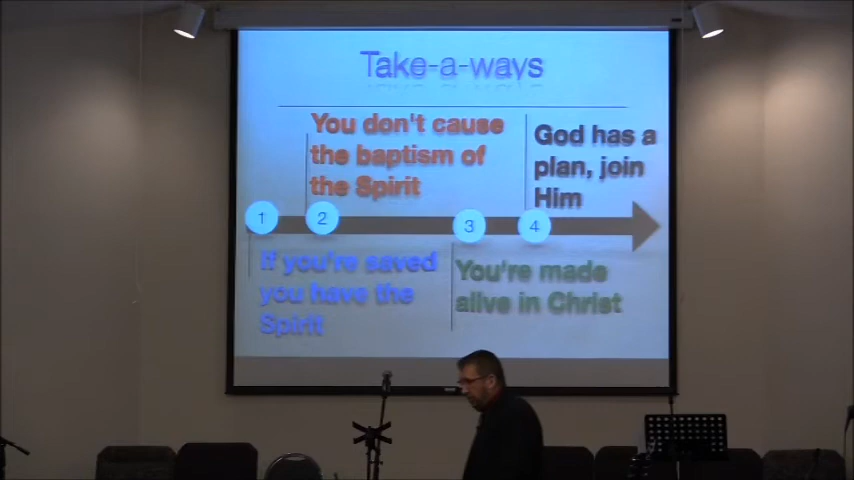 Take-a-ways
1
If you're saved
you have the
Spirit
2
You don't cause
the baptism of
the Spirit
3
You're made
alive in Christ
4
God has a
plan, join
Him